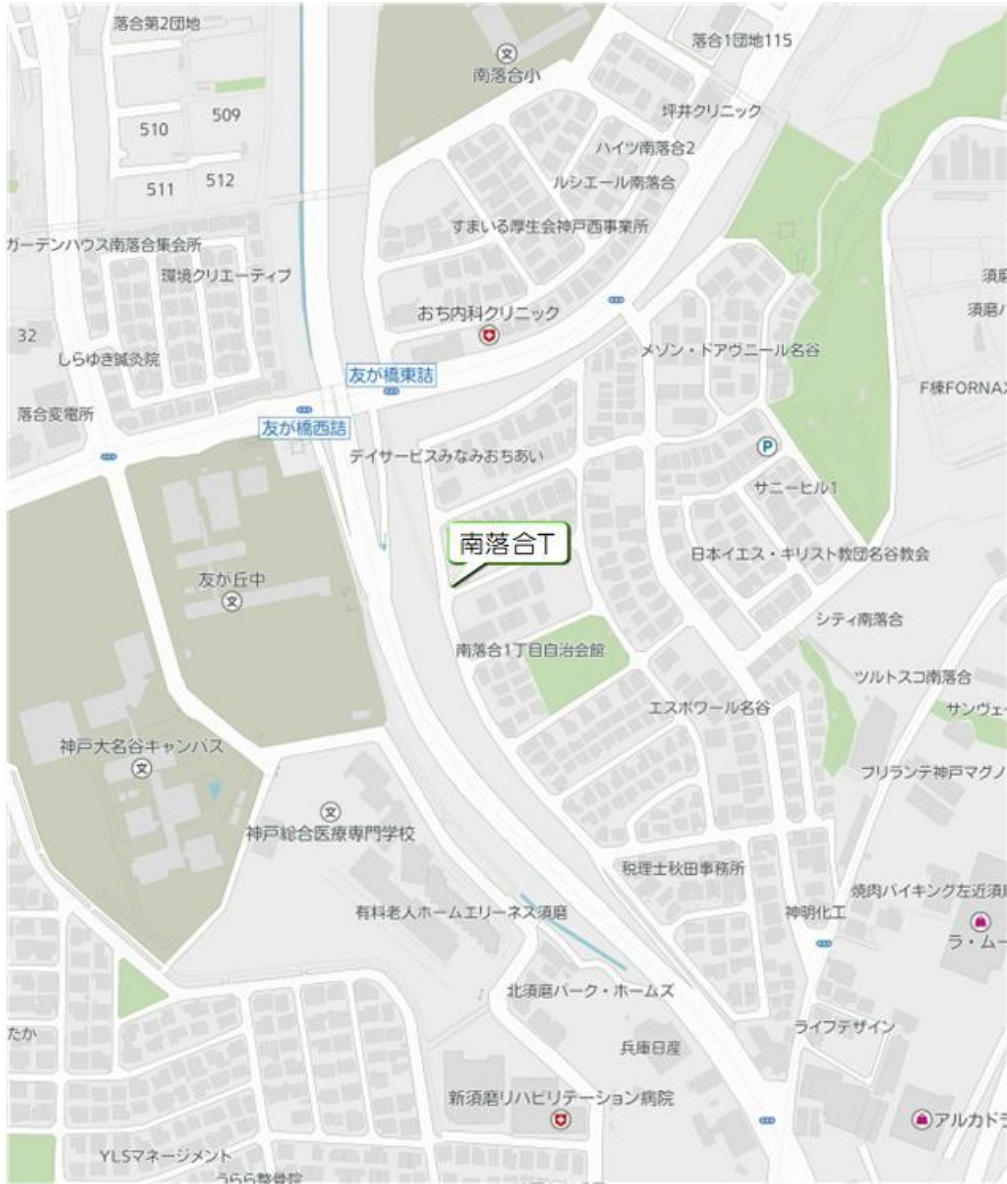 落合第2団地
落合1団地115
南落合小
坪井クリニック
509
510
ハイツ南落合2
511
512
ルシエール南落合
すまいる厚生会神戸西事業所
ガーデンハウス南落合集会所
環境クリエーティブ
須磨
おち内科クリニック
須磨パ
32
しらゆき鍼灸院
メゾン・ドアヴニール名谷
友が橋東詰
F棟FORNAX
落合変電所
友が橋西詰
デイサービスみなみおちあい
P
サニーヒル1
南落合T
日本イエス・キリスト教団名谷教会
友が丘中
文
シティ南落合
南落合1丁目自治会館
ツルトスコ南落合
エスポワール名谷
サンヴェー
神戸大名谷キャンパス
文
ブリランテ神戸マグノ
文
神戸総合医療専門学校
税理士秋田事務所
焼肉バイキング左近須
有料老人ホームエリーネス須磨
神明化工
ラ・ムー
北須磨パーク・ホームズ
ライフデザイン
たか
兵庫日産
新須磨リハビリテーション病院
アルカドラ
YLSマネージメント
うらら整骨院